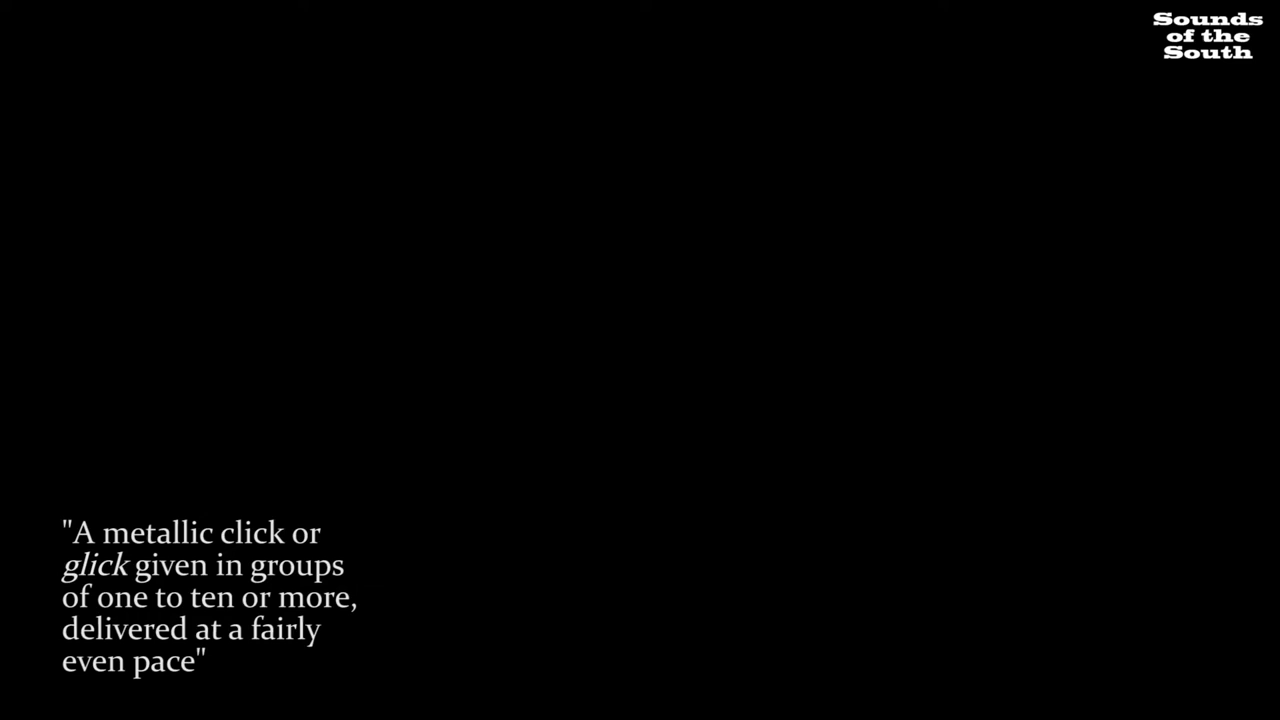 Sounds
of the
South
"A metallic click or
glick given in groups
of one to ten or more,
delivered at a fairly
even pace"